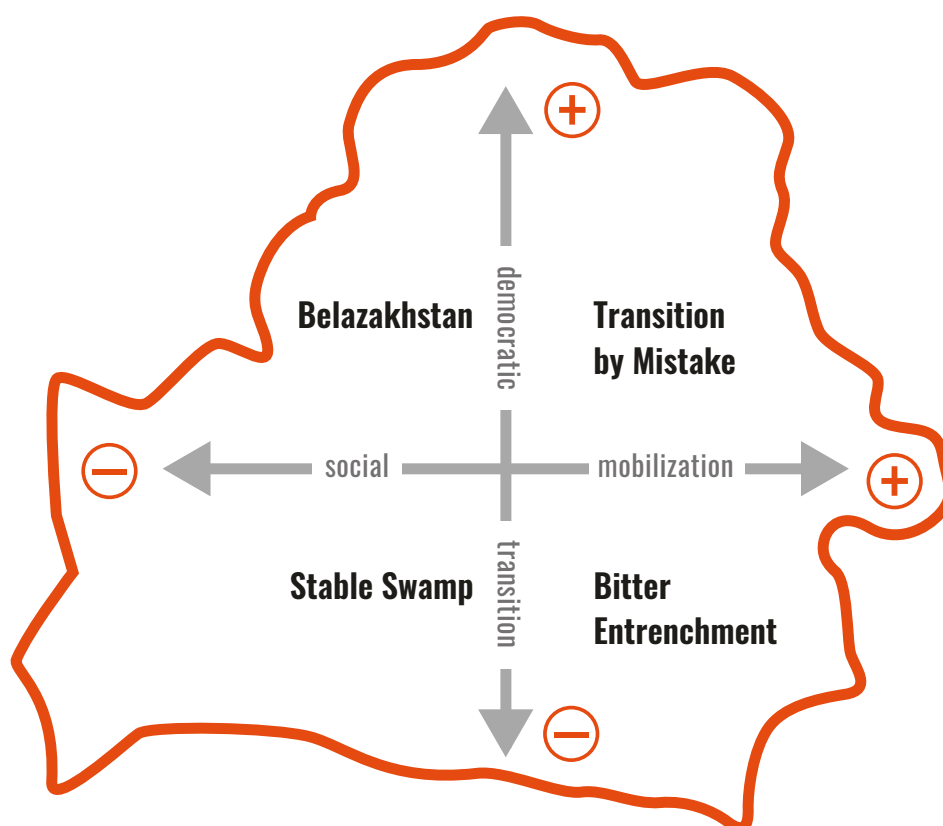 +
democratic
Belazakhstan
Transition
by Mistake
−
social
mobilization
+
transition
Stable Swamp
Bitter
Entrenchment
−